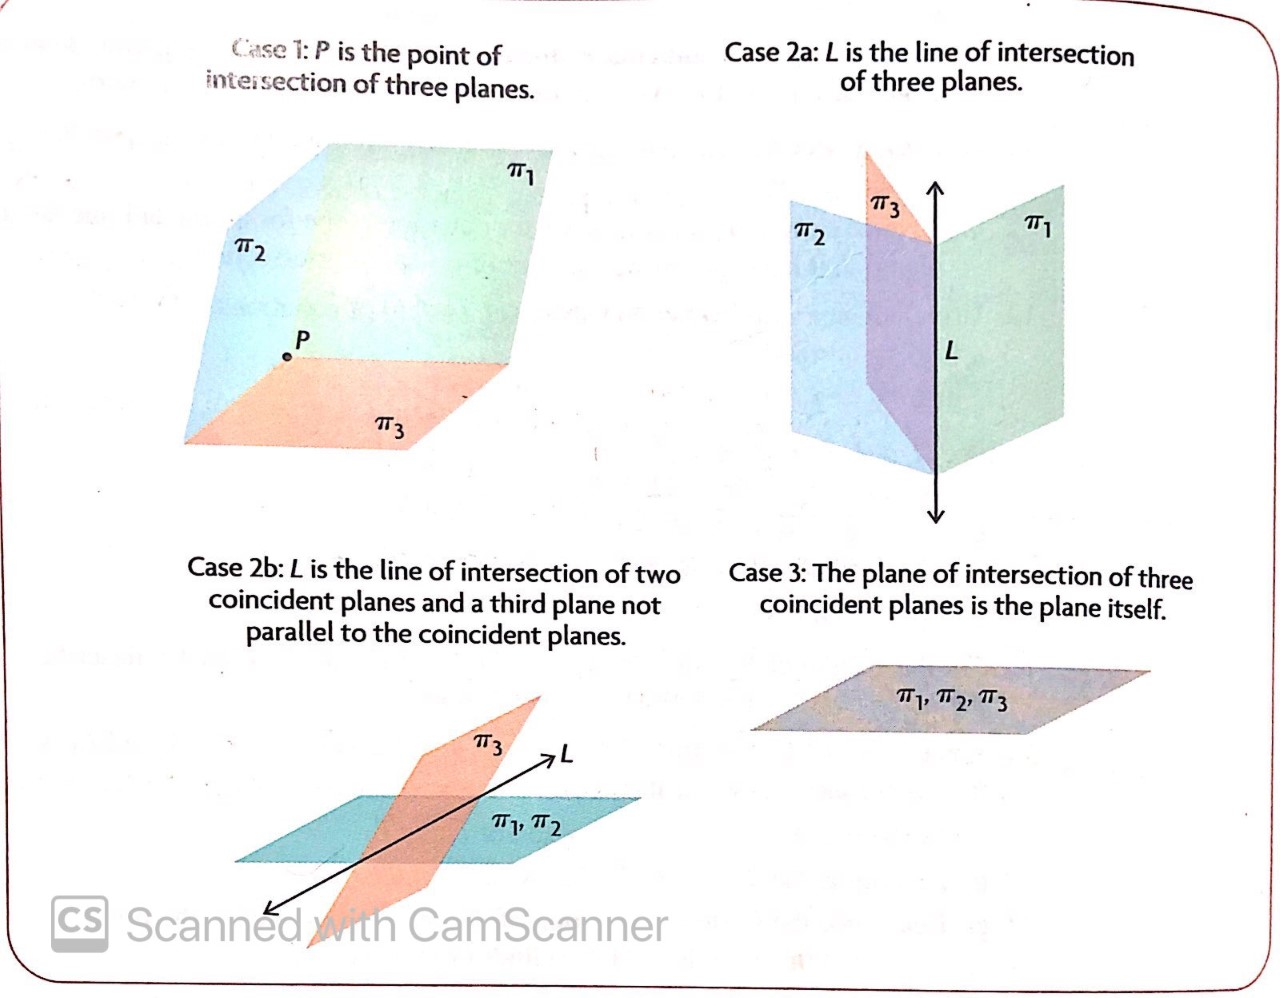 Case 1: P is the point of
intersection of three planes.
π1
π2
P
π3
Case 2a: L is the line of intersection
of three planes.
π3
π2
π1
L
Case 2b: L is the line of intersection of two
coincident planes and a third plane not
parallel to the coincident planes.
π3
L
π1, π2
Case 3: The plane of intersection of three
coincident planes is the plane itself.
π1, π2, π3
CS Scanned with CamScanner